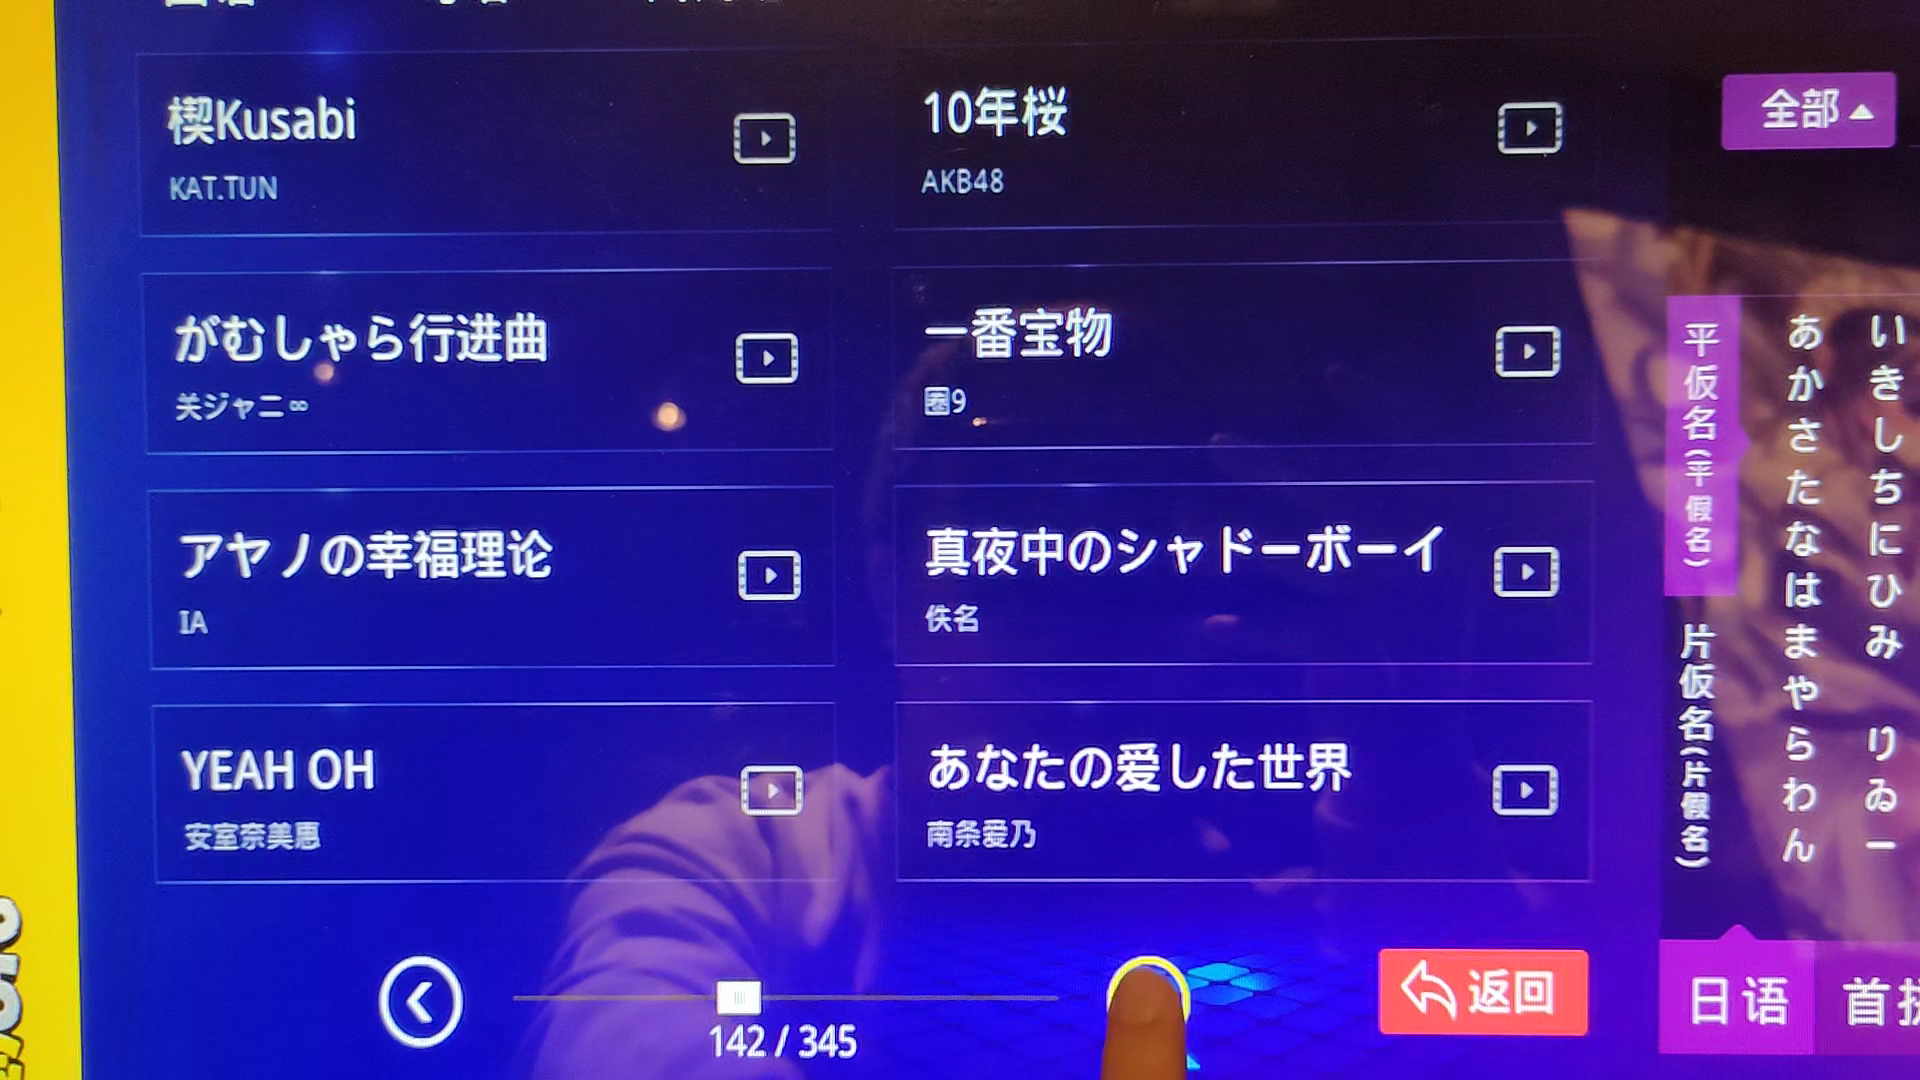 楔Kusabi
KAT.TUN
10年桜
AKB48
全部
がむしゃら行进曲
关ジャニ∞
一番宝物
圏9
アヤノの幸福理论
IA
真夜中のシャドーボーイ
佚名
YEAH OH
安室奈美惠
あなたの爱した世界
南条爱乃
平仮名(平假名)
片仮名(片假名)
あかさたなはまやらわん
いきしちにひみ りゐー
142 / 345
返回
日语
首